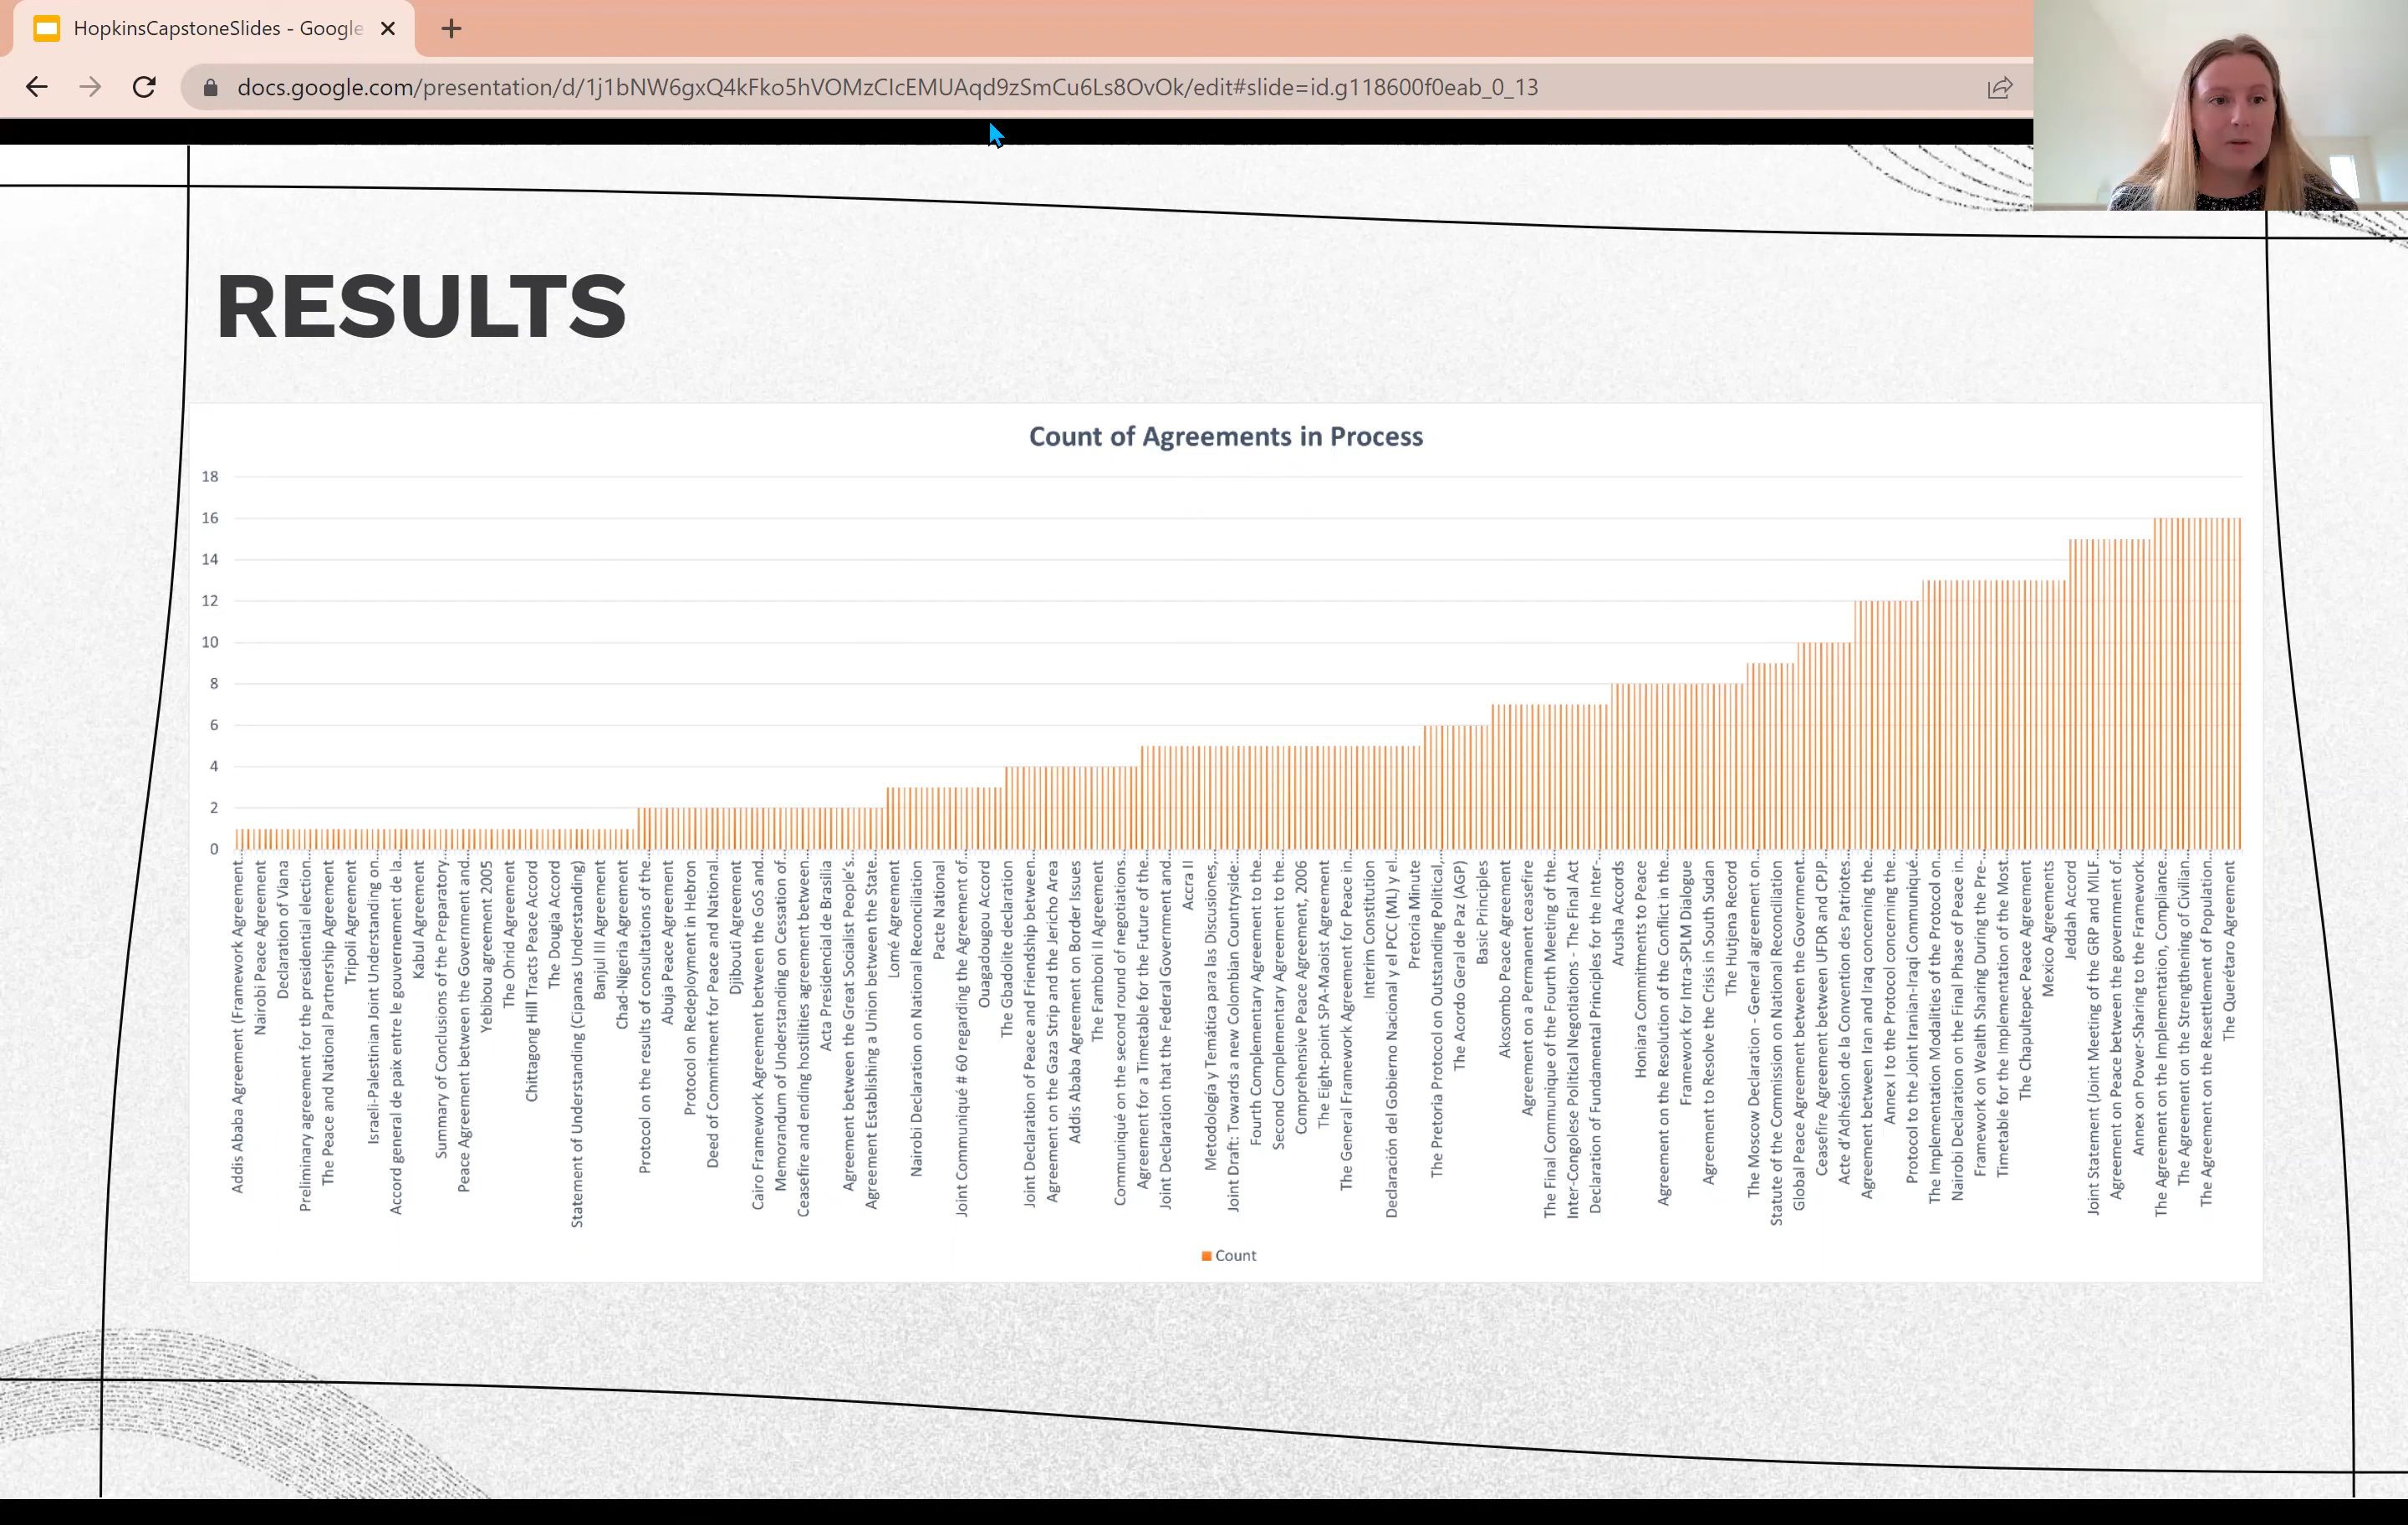 HopkinsCapstoneSlides - Google
docs.google.com/presentation/d/1j1bNW6gxQ4kFko5hVOMzCIcEMUAqd9zSmCu6Ls8OvOk/edit#slide=id.g118600f0eab_0_13
RESULTS
Count of Agreements in Process
18
16
14
12
10
8
6
4
2
0
Addis Ababa Agreement (Framework Agreement...
Nairobi Peace Agreement
Declaration of Viana
Preliminary agreement for the presidential election...
The Peace and National Partnership Agreement
Tripoli Agreement
Israeli-Palestinian Joint Understanding on...
Accord general de paix entre le gouvernement de la...
Kabul Agreement
Summary of Conclusions of the Preparatory...
Peace Agreement between the Government and...
Yebibou agreement 2005
The Ohrid Agreement
Chittagong Hill Tracts Peace Accord
The Dougia Accord
Statement of Understanding (Cipanas Understanding)
Banjul III Agreement
Chad-Nigeria Agreement
Protocol on the results of consultations of the...
Abuja Peace Agreement
Protocol on Redeployment in Hebron
Deed of Commitment for Peace and National...
Djibouti Agreement
Cairo Framework Agreement between the GoS and...
Memorandum of Understanding on Cessation of...
Ceasefire and ending hostilities agreement between...
Acta Presidencial de Brasilia
Agreement between the Great Socialist People's...
Agreement Establishing a Union between the State...
Lomé Agreement
Nairobi Declaration on National Reconciliation
Pacte National
Joint Communiqué # 60 regarding the Agreement of...
Ouagadougou Accord
The Gbadolite declaration
Joint Declaration of Peace and Friendship between...
Agreement on the Gaza Strip and the Jericho Area
Addis Ababa Agreement on Border Issues
The Famboni II Agreement
Communiqué on the second round of negotiations...
Agreement for a Timetable for the Future of the...
Joint Declaration that the Federal Government and...
Accra II
Metodología y Temática para las Discusiones,...
Joint Draft: Towards a new Colombian Countryside:...
Fourth Complementary Agreement to the...
Second Complementary Agreement to the...
Comprehensive Peace Agreement, 2006
The Eight-point SPA-Maoist Agreement
The General Framework Agreement for Peace in...
Interim Constitution
Declaración del Gobierno Nacional y el PCC (ML) y el...
Pretoria Minute
The Pretoria Protocol on Outstanding Political,...
The Acordo Geral de Paz (AGP)
Basic Principles
Akosombo Peace Agreement
Agreement on a Permanent ceasefire
The Final Communique of the Fourth Meeting of the...
Inter-Congolese Political Negotiations - The Final Act
Declaration of Fundamental Principles for the Inter-...
Arusha Accords
Honiara Commitments to Peace
Agreement on the Resolution of the Conflict in the...
Framework for Intra-SPLM Dialogue
Agreement to Resolve the Crisis in South Sudan
The Hutjena Record
The Moscow Declaration - General agreement on...
Statute of the Commission on National Reconciliation
Global Peace Agreement between the Government...
Ceasefire Agreement between UFDR and CPJP...
Acte d'Adhésion de la Convention des Patriotes...
Agreement between Iran and Iraq concerning the...
Annex I to the Protocol concerning the...
Protocol to the Joint Iranian-Iraqi Communiqué...
The Implementation Modalities of the Protocol on...
Nairobi Declaration on the Final Phase of Peace in...
Framework on Wealth Sharing During the Pre-...
Timetable for the Implementation of the Most...
The Chapultepec Peace Agreement
Mexico Agreements
Jeddah Accord
Joint Statement (Joint Meeting of the GRP and MILF...
Agreement on Peace between the government of...
Annex on Power-Sharing to the Framework...
The Agreement on the Implementation, Compliance...
The Agreement on the Strengthening of Civilian...
The Agreement on the Resettlement of Population...
The Querétaro Agreement
Count